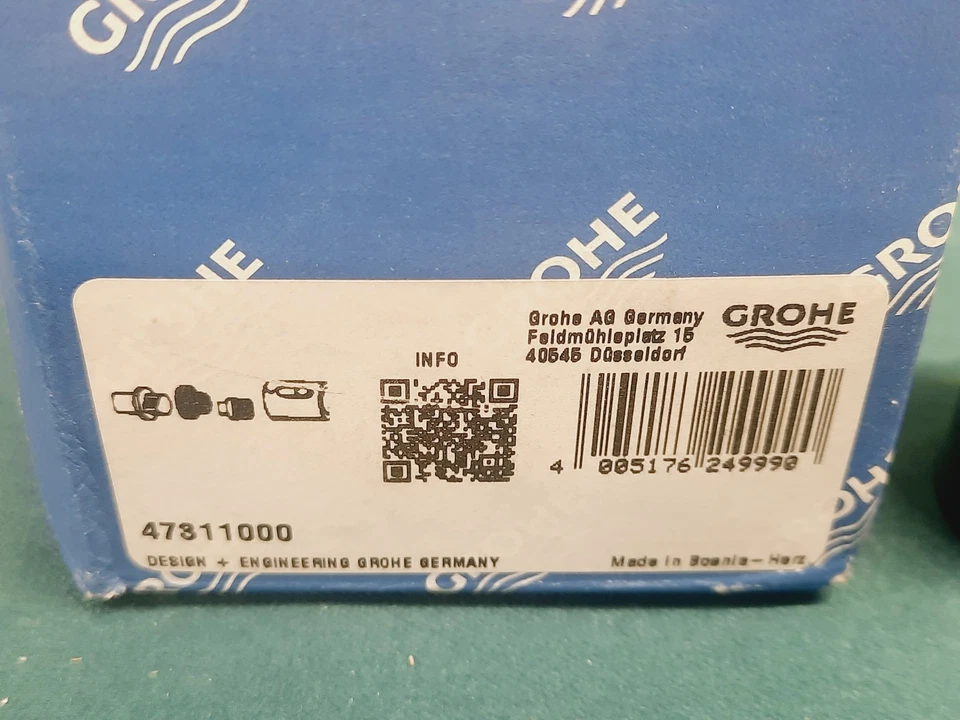 GROHE
GROHE
GROHE
Grohe AG Germany
Feldmühleplatz 15
40545 Düsseldorf
GROHE
INFO
4 005176 249990
47311000
DESIGN + ENGINEERING GROHE GERMANY
Made in Bosnia-Herz